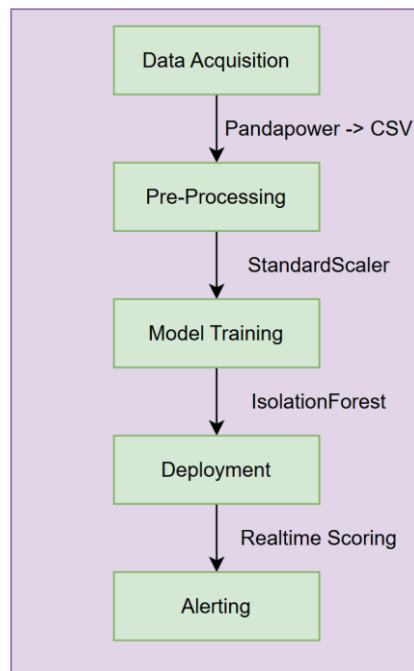 Data Acquisition
Pandapower -> CSV
Pre-Processing
StandardScaler
Model Training
IsolationForest
Deployment
Realtime Scoring
Alerting